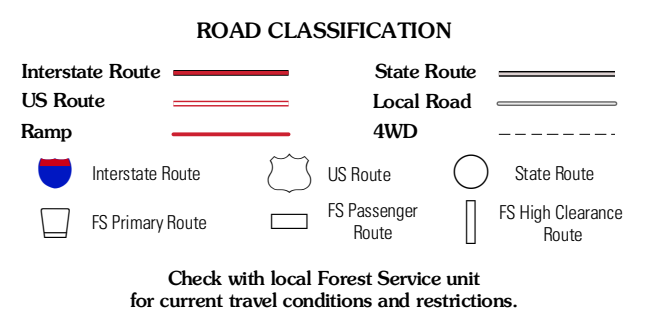 ROAD CLASSIFICATION
Interstate Route
State Route
US Route
Local Road
Ramp
4WD
Interstate Route
US Route
State Route
FS Primary Route
FS Passenger
Route
FS High Clearance
Route
Check with local Forest Service unit
for current travel conditions and restrictions.